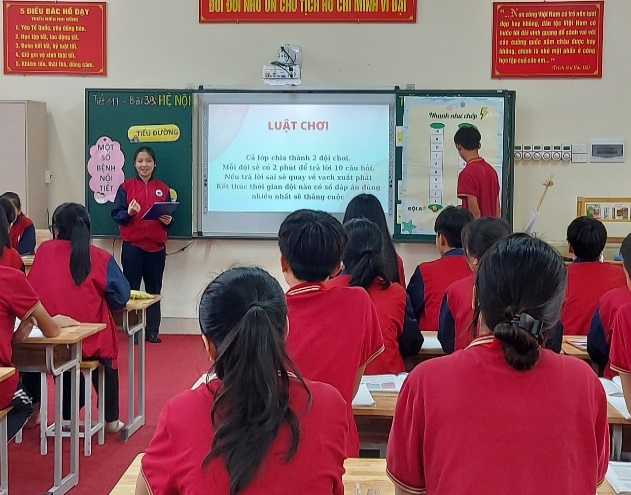 5 ĐIỀU BÁC HỒ DẠY
THIẾU NIÊN NHI ĐỒNG
1. Yêu Tổ Quốc, yêu đồng bào.
2. Học tập tốt, lao động tốt.
3. Đoàn kết tốt, kỷ luật tốt.
4. Giữ gìn vệ sinh thật tốt.
5. Khiêm tốn, thật thà, dũng cảm.
ĐỜI ĐỜI NHỚ ƠN CHỦ TỊCH HỒ CHÍ MINH VĨ ĐẠI
"... Non sông Việt Nam có trở nên tươi
đẹp hay không, dân tộc Việt Nam có
bước tới đài vinh quang để sánh vai với
các cường quốc năm châu được hay
không, chính là nhờ một phần ở công
học tập của các em... "
(Trích thư Bác Hồ)
Tiết 117 - Bài 38: HỆ NỘI
TIỂU ĐƯỜNG
MỘT
SỐ
BỆNH
NỘI
TIẾT
LUẬT CHƠI
Cả lớp chia thành 2 đội chơi.
Mỗi đội sẽ có 2 phút để trả lời 10 câu hỏi.
Nếu trả lời sai sẽ quay về vạch xuất phát
Kết thúc thời gian đội nào có số đáp án đúng
nhiều nhất sẽ thắng cuộc.
Nhanh như chớp
ĐỘI A